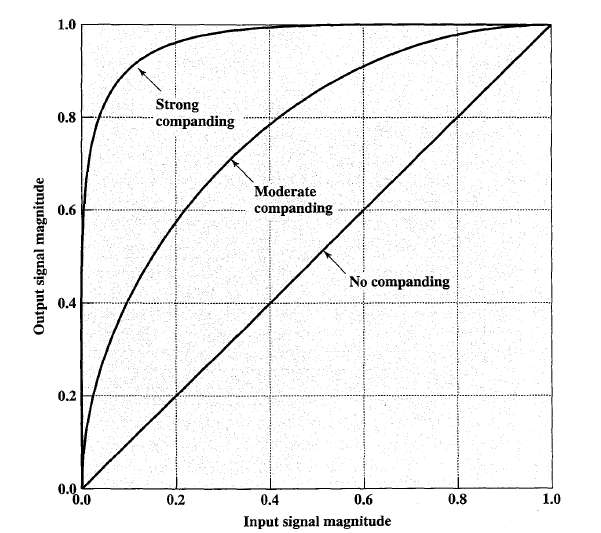 1.0
Strong
companding
0.8
Moderate
companding
0.6
No companding
0.4
0.2
0.0
0.0 0.2 0.4 0.6 0.8 1.0
Output signal magnitude
Input signal magnitude